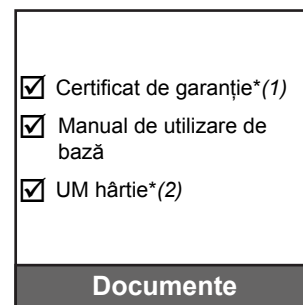 ☑ Certificat de garanție*(1)
☑ Manual de utilizare de
bază
☑ UM hârtie*(2)
Documente